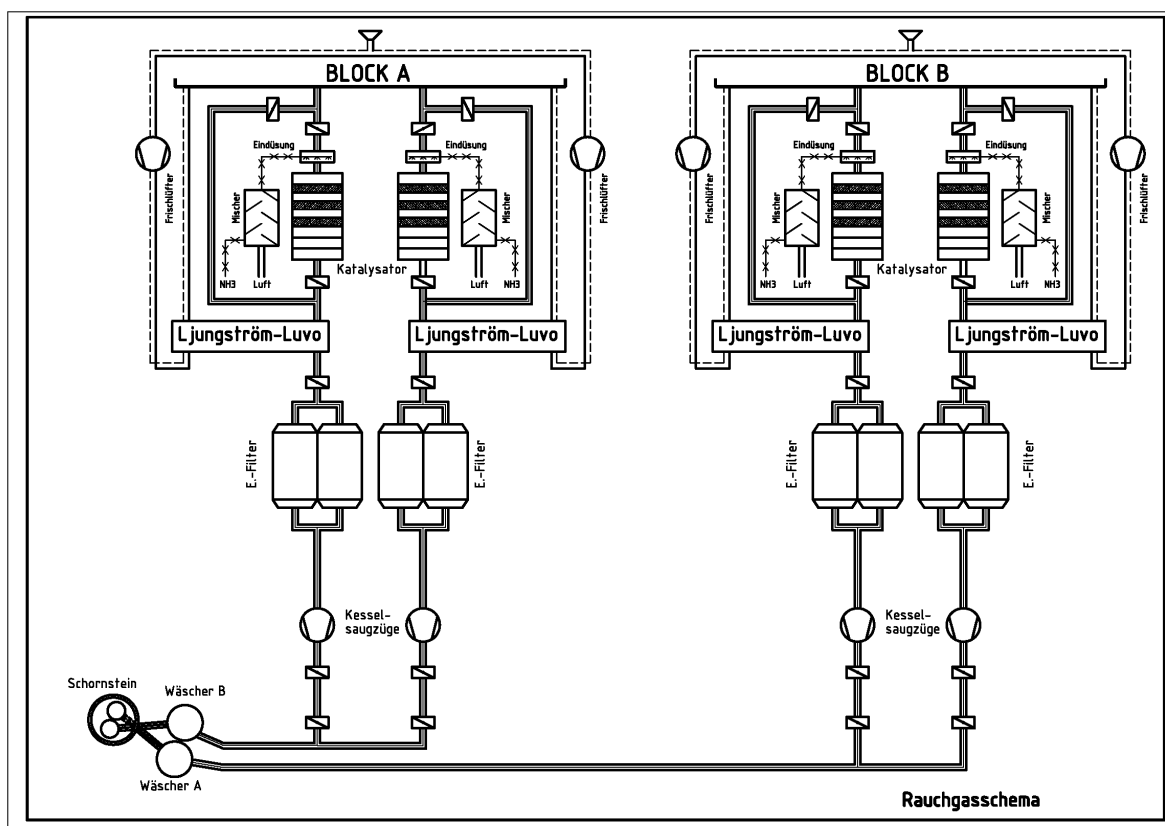 BLOCK A
BLOCK B
Eindüsung
Eindüsung
Eindüsung
Eindüsung
Frischlüfter
Mischer
Mischer
Frischlüfter
Frischlüfter
Mischer
Mischer
Frischlüfter
Katalysator
Katalysator
NH3
Luft
Luft
NH3
NH3
Luft
Luft
NH3
Ljungström-Luvo
Ljungström-Luvo
Ljungström-Luvo
Ljungström-Luvo
E.-Filter
E.-Filter
E.-Filter
E.-Filter
Kessel-
saugzüge
Kessel-
saugzüge
Schornstein
Wäscher B
Wäscher A
Rauchgasschema